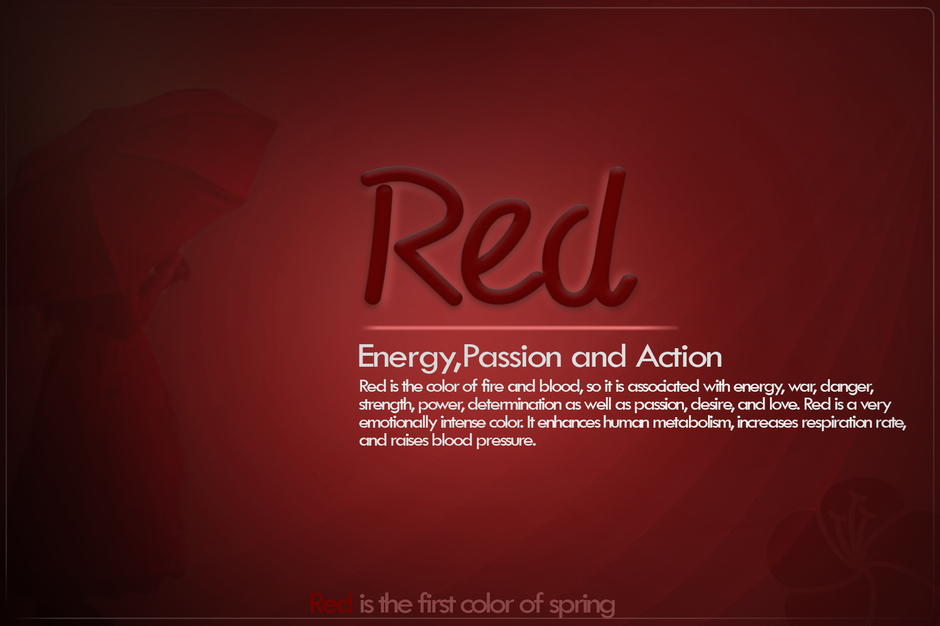 Red
Energy,Passion and Action
Red is the color of fire and blood, so it is associated with energy, war, danger,
strength, power, determination as well as passion, desire, and love. Red is a very
emotionally intense color. It enhances human metabolism, increases respiration rate,
and raises blood pressure.
Red is the first color of spring